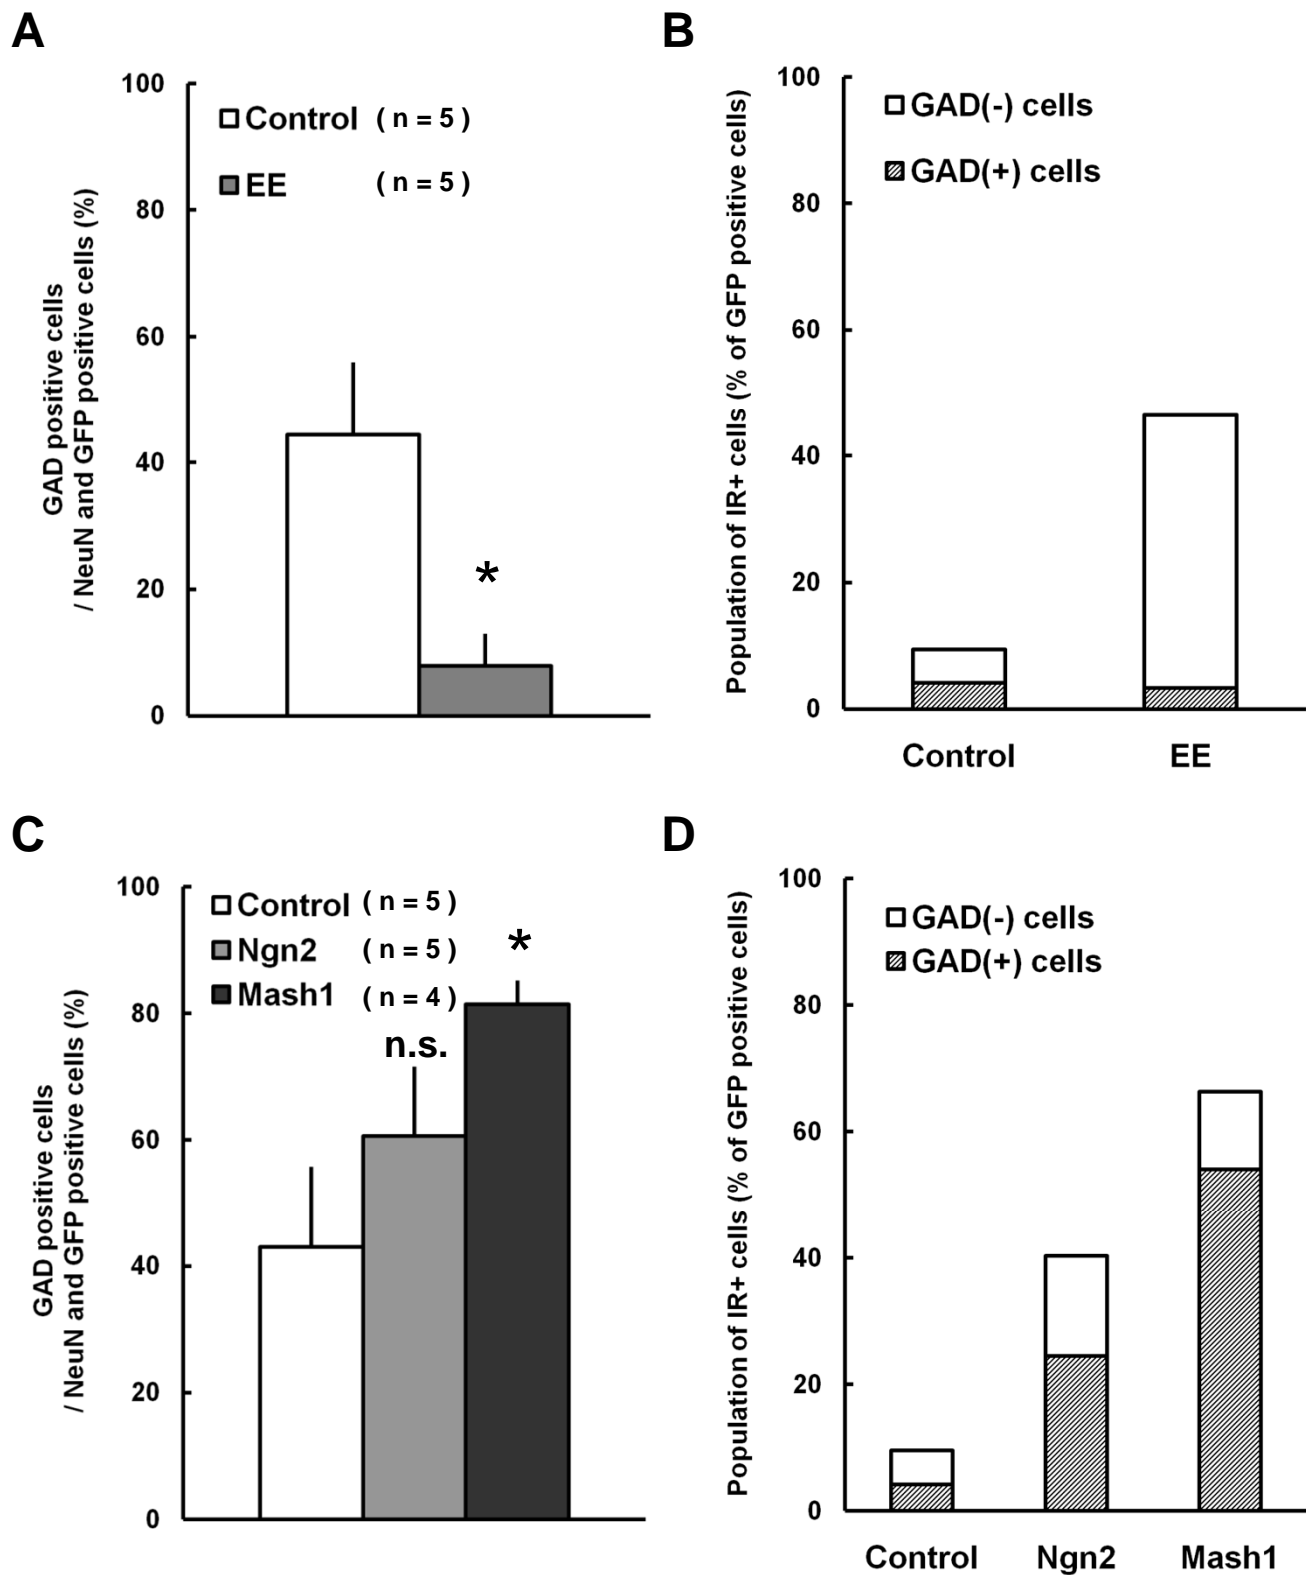 A
GAD positive cells
/ NeuN and GFP positive cells (%)
100
80
60
40
20
0
Control ( n = 5 )
EE ( n = 5 )
*
B
Population of IR+ cells (% of GFP positive cells)
100
80
60
40
20
0
GAD(-) cells
GAD(+) cells
Control EE
C
GAD positive cells
/ NeuN and GFP positive cells (%)
100
80
60
40
20
0
Control ( n = 5 )
Ngn2 ( n = 5 )
Mash1 ( n = 4 )
n.s.
*
D
Population of IR+ cells (% of GFP positive cells)
100
80
60
40
20
0
GAD(-) cells
GAD(+) cells
Control Ngn2 Mash1